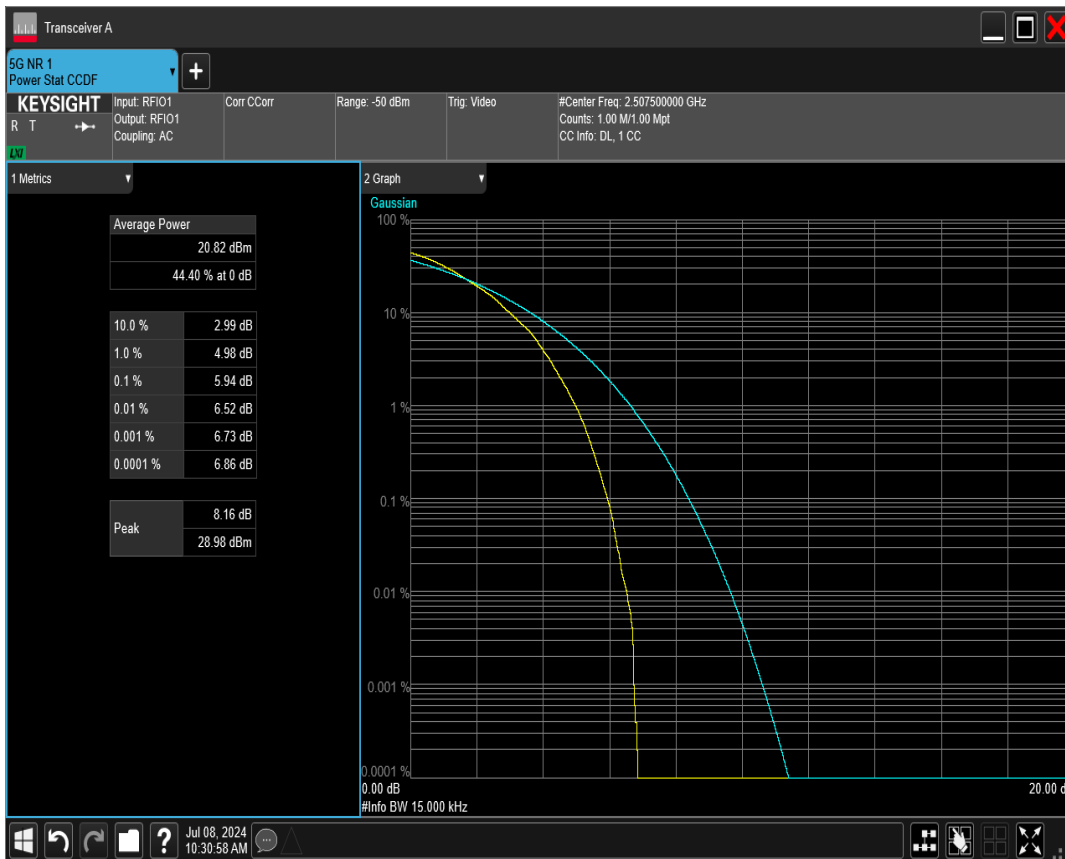 Transceiver A
5G NR 1
Power Stat CCDF
+
KEYSIGHT
R T
LXI
Input: RFIO1
Output: RFIO1
Coupling: AC
Corr CCorr
Range: -50 dBm
Trig: Video
#Center Freq: 2.507500000 GHz
Counts: 1.00 M/1.00 Mpt
CC Info: DL, 1 CC
1 Metrics
Average Power
20.82 dBm
44.40 % at 0 dB
10.0 % 2.99 dB
1.0 % 4.98 dB
0.1 % 5.94 dB
0.01 % 6.52 dB
0.001 % 6.73 dB
0.0001 % 6.86 dB
Peak 8.16 dB
28.98 dBm
2 Graph
Gaussian
100 %
10 %
1 %
0.1 %
0.01 %
0.001 %
0.0001 %
0.00 dB 20.00 d
#Info BW 15.000 kHz
?
Jul 08, 2024
10:30:58 AM